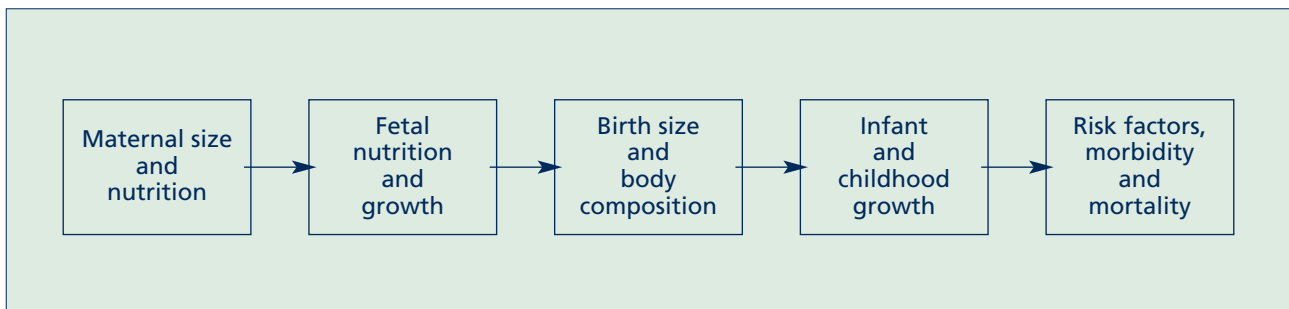 Maternal size
and
nutrition
Fetal
nutrition
and
growth
Birth size
and
body
composition
Infant
and
childhood
growth
Risk factors,
morbidity
and
mortality